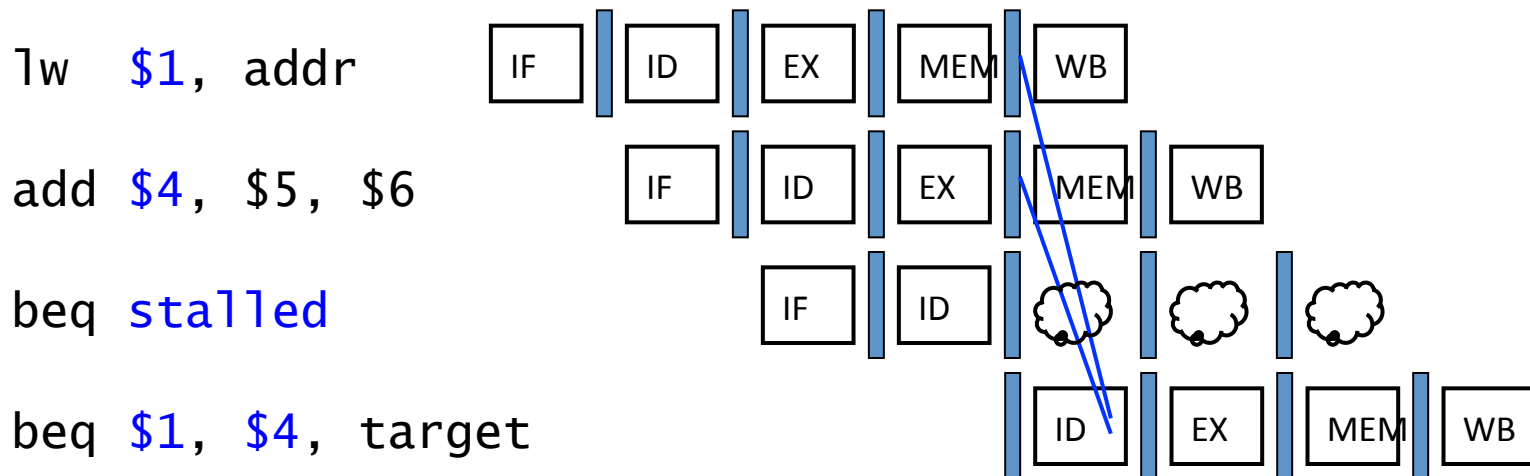 lw $1, addr IF ID EX MEM WB
add $4, $5, $6 IF ID EX MEM WB
beq stalled IF ID
beq $1, $4, target ID EX MEM WB